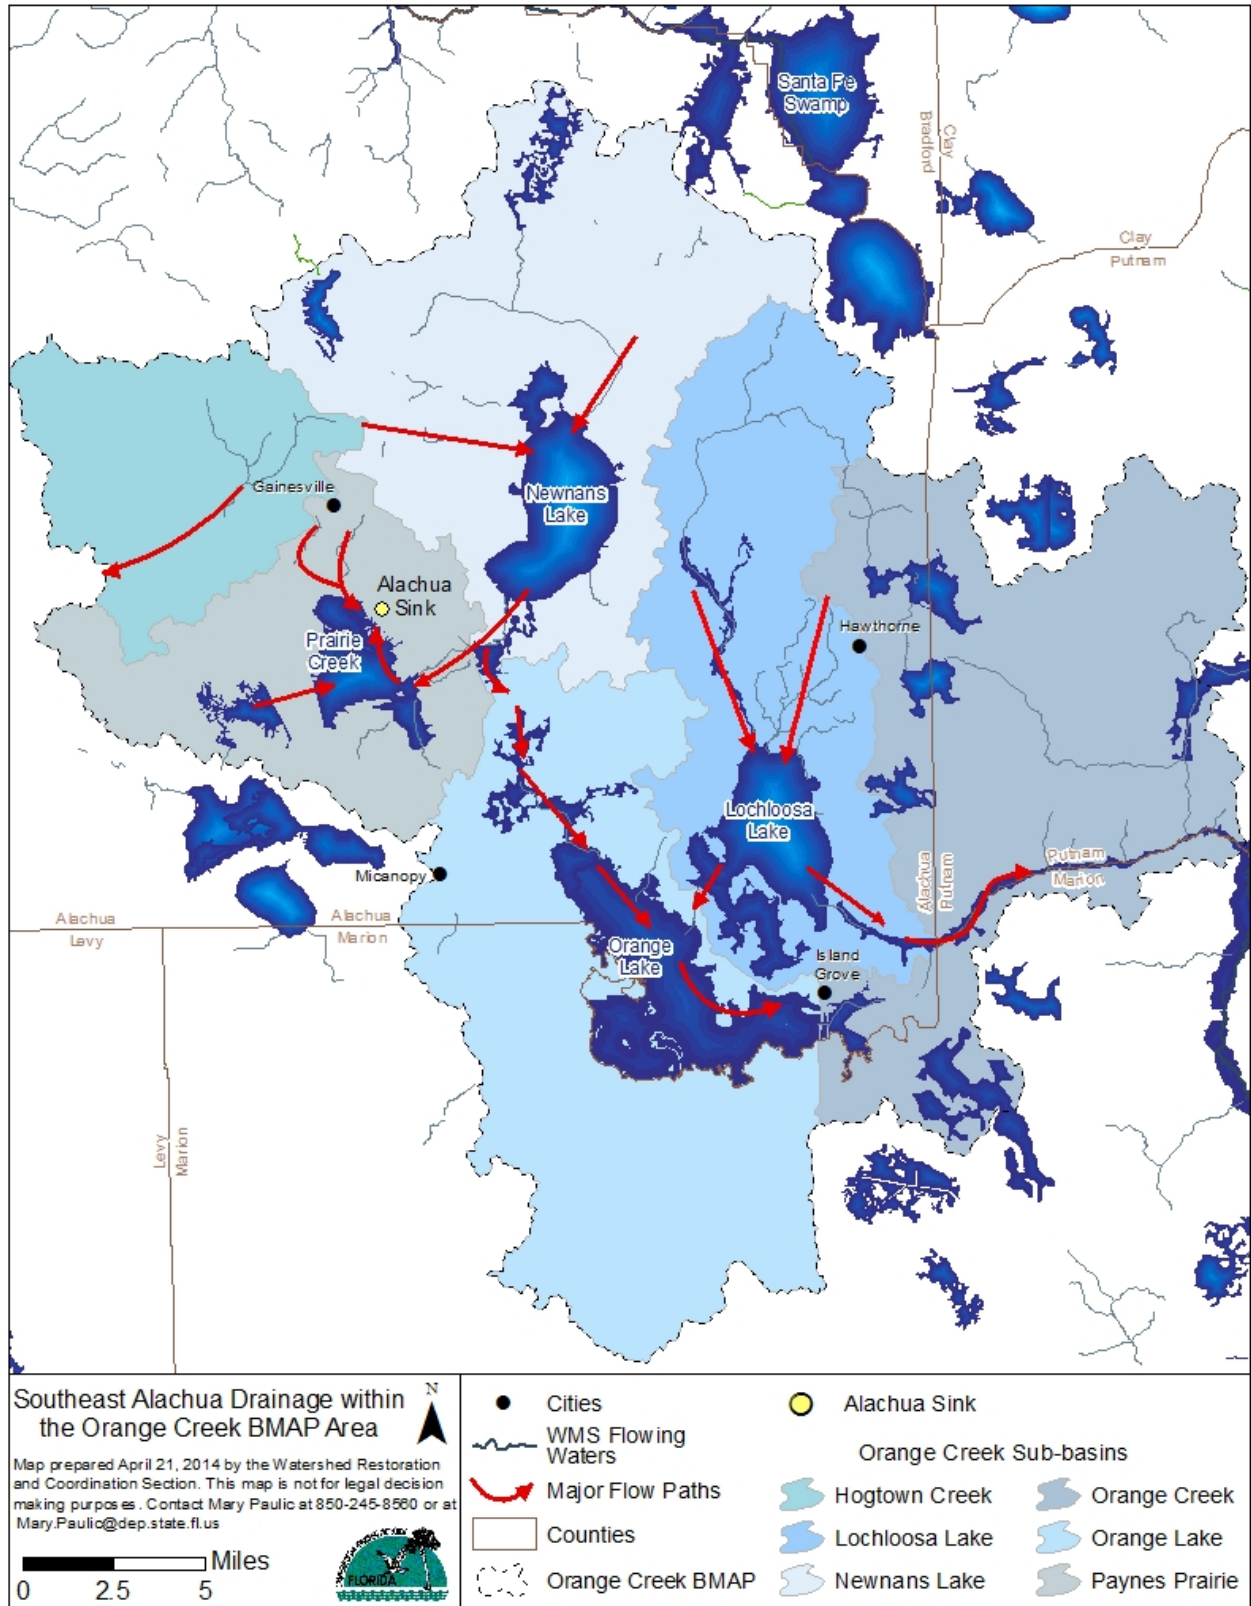 Santa Fe
Swamp
Clay
Bradford
Clay
Putnam
Gainesville
Newnans
Lake
Alachua
Sink
Prairie
Creek
Hawthorne
Lochloosa
Lake
Micanopy
Alachua
Putnam
Putnam
Marion
Alachua
Levy
Alachua
Marion
Orange
Lake
Island
Grove
Levy
Marion
Southeast Alachua Drainage within
the Orange Creek BMAP Area
N
Map prepared April 21, 2014 by the Watershed Restoration
and Coordination Section. This map is not for legal decision
making purposes. Contact Mary Paulic at 850-245-8560 or at
Mary.Paulic@dep.state.fl.us
Miles
0 2.5 5
FLORIDA
Cities
WMS Flowing
Waters
Major Flow Paths
Counties
Orange Creek BMAP
Alachua Sink
Orange Creek Sub-basins
Hogtown Creek
Lochloosa Lake
Newnans Lake
Orange Creek
Orange Lake
Paynes Prairie